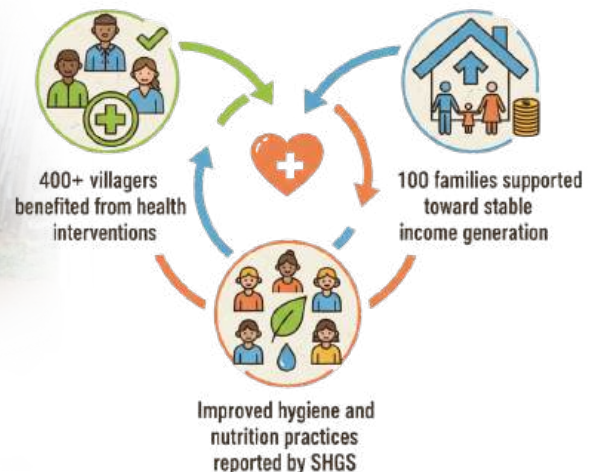 400+ villagers
benefited from health
interventions
100 families supported
toward stable
income generation
Improved hygiene and
nutrition practices
reported by SHGS